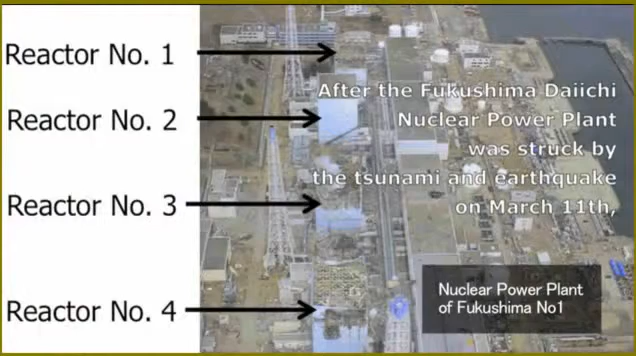 Reactor No. 1
Reactor No. 2
Reactor No. 3
Reactor No. 4
After the Fukushima Daiichi
Nuclear Power Plant
was struck by
the tsunami and earthquake
on March 11th,
Nuclear Power Plant
of Fukushima No1